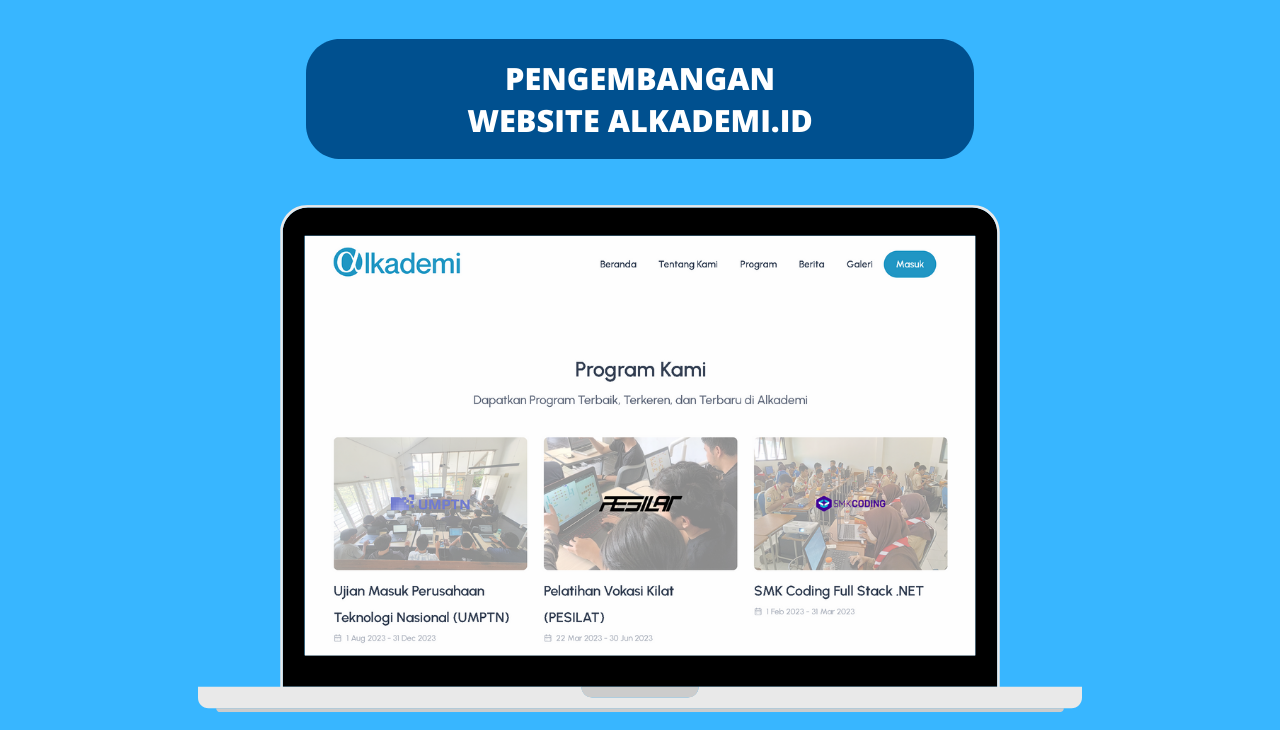 PENGEMBANGAN
WEBSITE ALKADEMI.ID
alkademi
Beranda Tentang Kami Program Berita Galeri Masuk
Program Kami
Dapatkan Program Terbaik, Terkeren, dan Terbaru di Alkademi
UMPTN
PESILAT
SMKCODING
Ujian Masuk Perusahaan
Teknologi Nasional (UMPTN)
1 Aug 2023 - 31 Dec 2023
Pelatihan Vokasi Kilat
(PESILAT)
22 Mar 2023 - 30 Jun 2023
SMK Coding Full Stack .NET
1 Feb 2023 - 31 Mar 2023